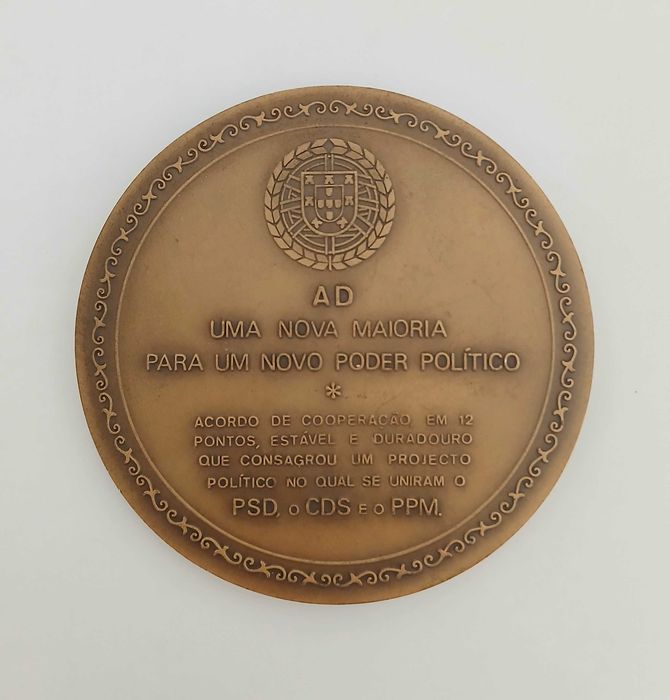 AD
UMA NOVA MAIORIA
PARA UM NOVO PODER POLÍTICO
*
ACORDO DE COOPERAÇÃO, EM 12
PONTOS, ESTÁVEL E DURADOURO
QUE CONSAGROU UM PROJECTO
POLÍTICO NO QUAL SE UNIRAM O
PSD, O CDS E O PPM.